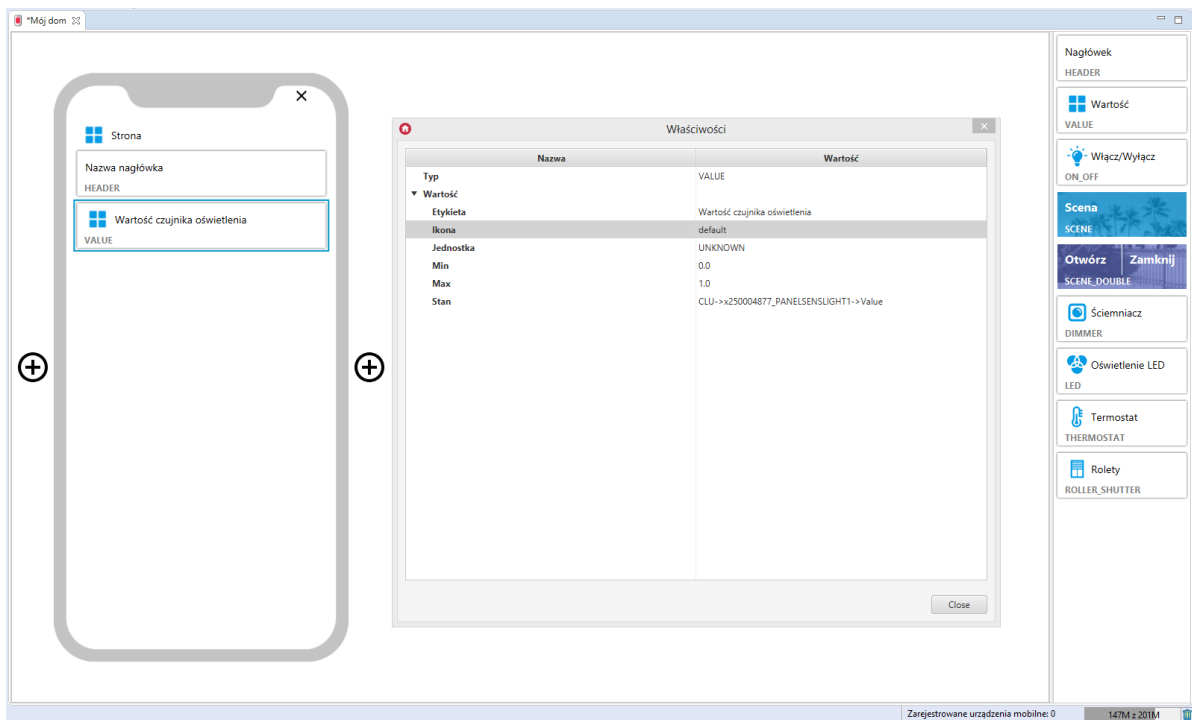 *Mój dom
Strona
Nazwa nagłówka
HEADER
Wartość czujnika oświetlenia
VALUE
Właściwości
Nazwa Wartość
Typ VALUE
Wartość
Etykieta Wartość czujnika oświetlenia
Ikona default
Jednostka UNKNOWN
Min 0.0
Max 1.0
Stan CLU->x250004877_PANELSENSLIGHT1->Value
Close
Nagłówek
HEADER
Wartość
VALUE
Włącz/Wyłącz
ON_OFF
Scena
SCENE
Otwórz Zamknij
SCENE_DOUBLE
Ściemniacz
DIMMER
Oświetlenie LED
LED
Termostat
THERMOSTAT
Rolety
ROLLER_SHUTTER
Zarejestrowane urządzenia mobilne: 0 147M z 201M